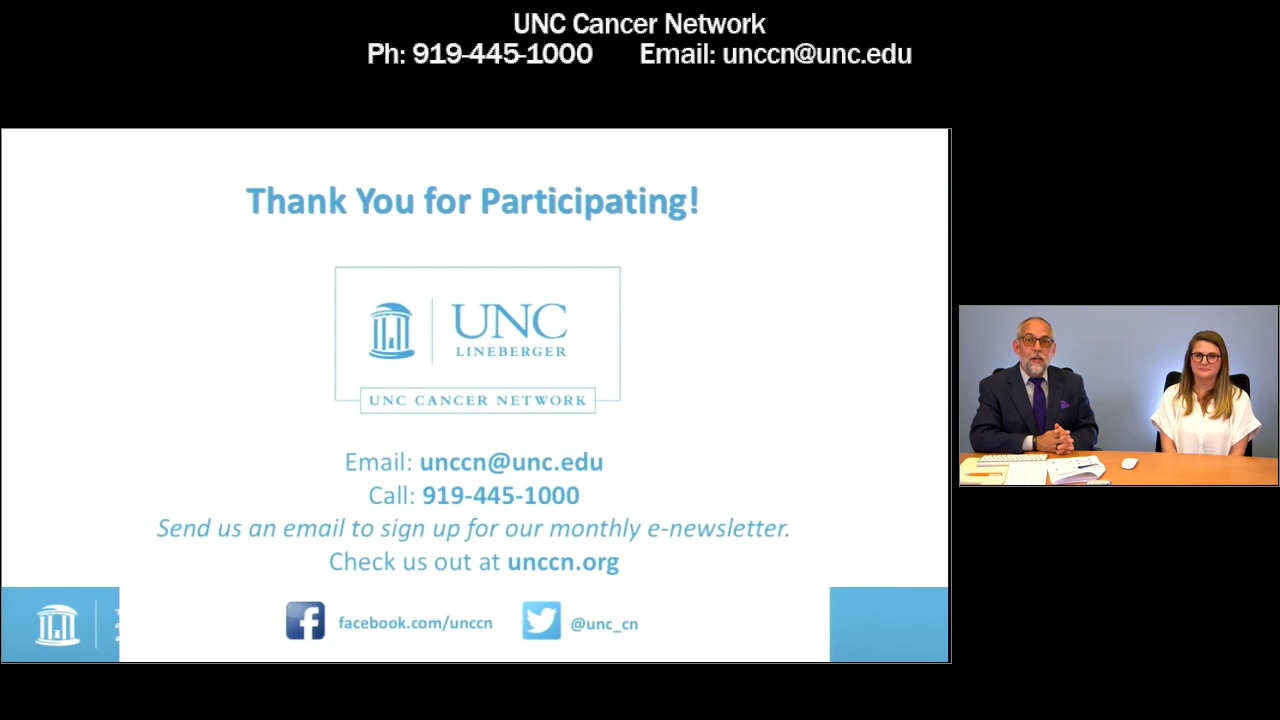 UNC Cancer Network
Ph: 919-445-1000 Email: unccn@unc.edu
Thank You for Participating!
UNC
LINEBERGER
UNC CANCER NETWORK
Email: unccn@unc.edu
Call: 919-445-1000
Send us an email to sign up for our monthly e-newsletter.
Check us out at unccn.org
facebook.com/unccn
@unc_cn